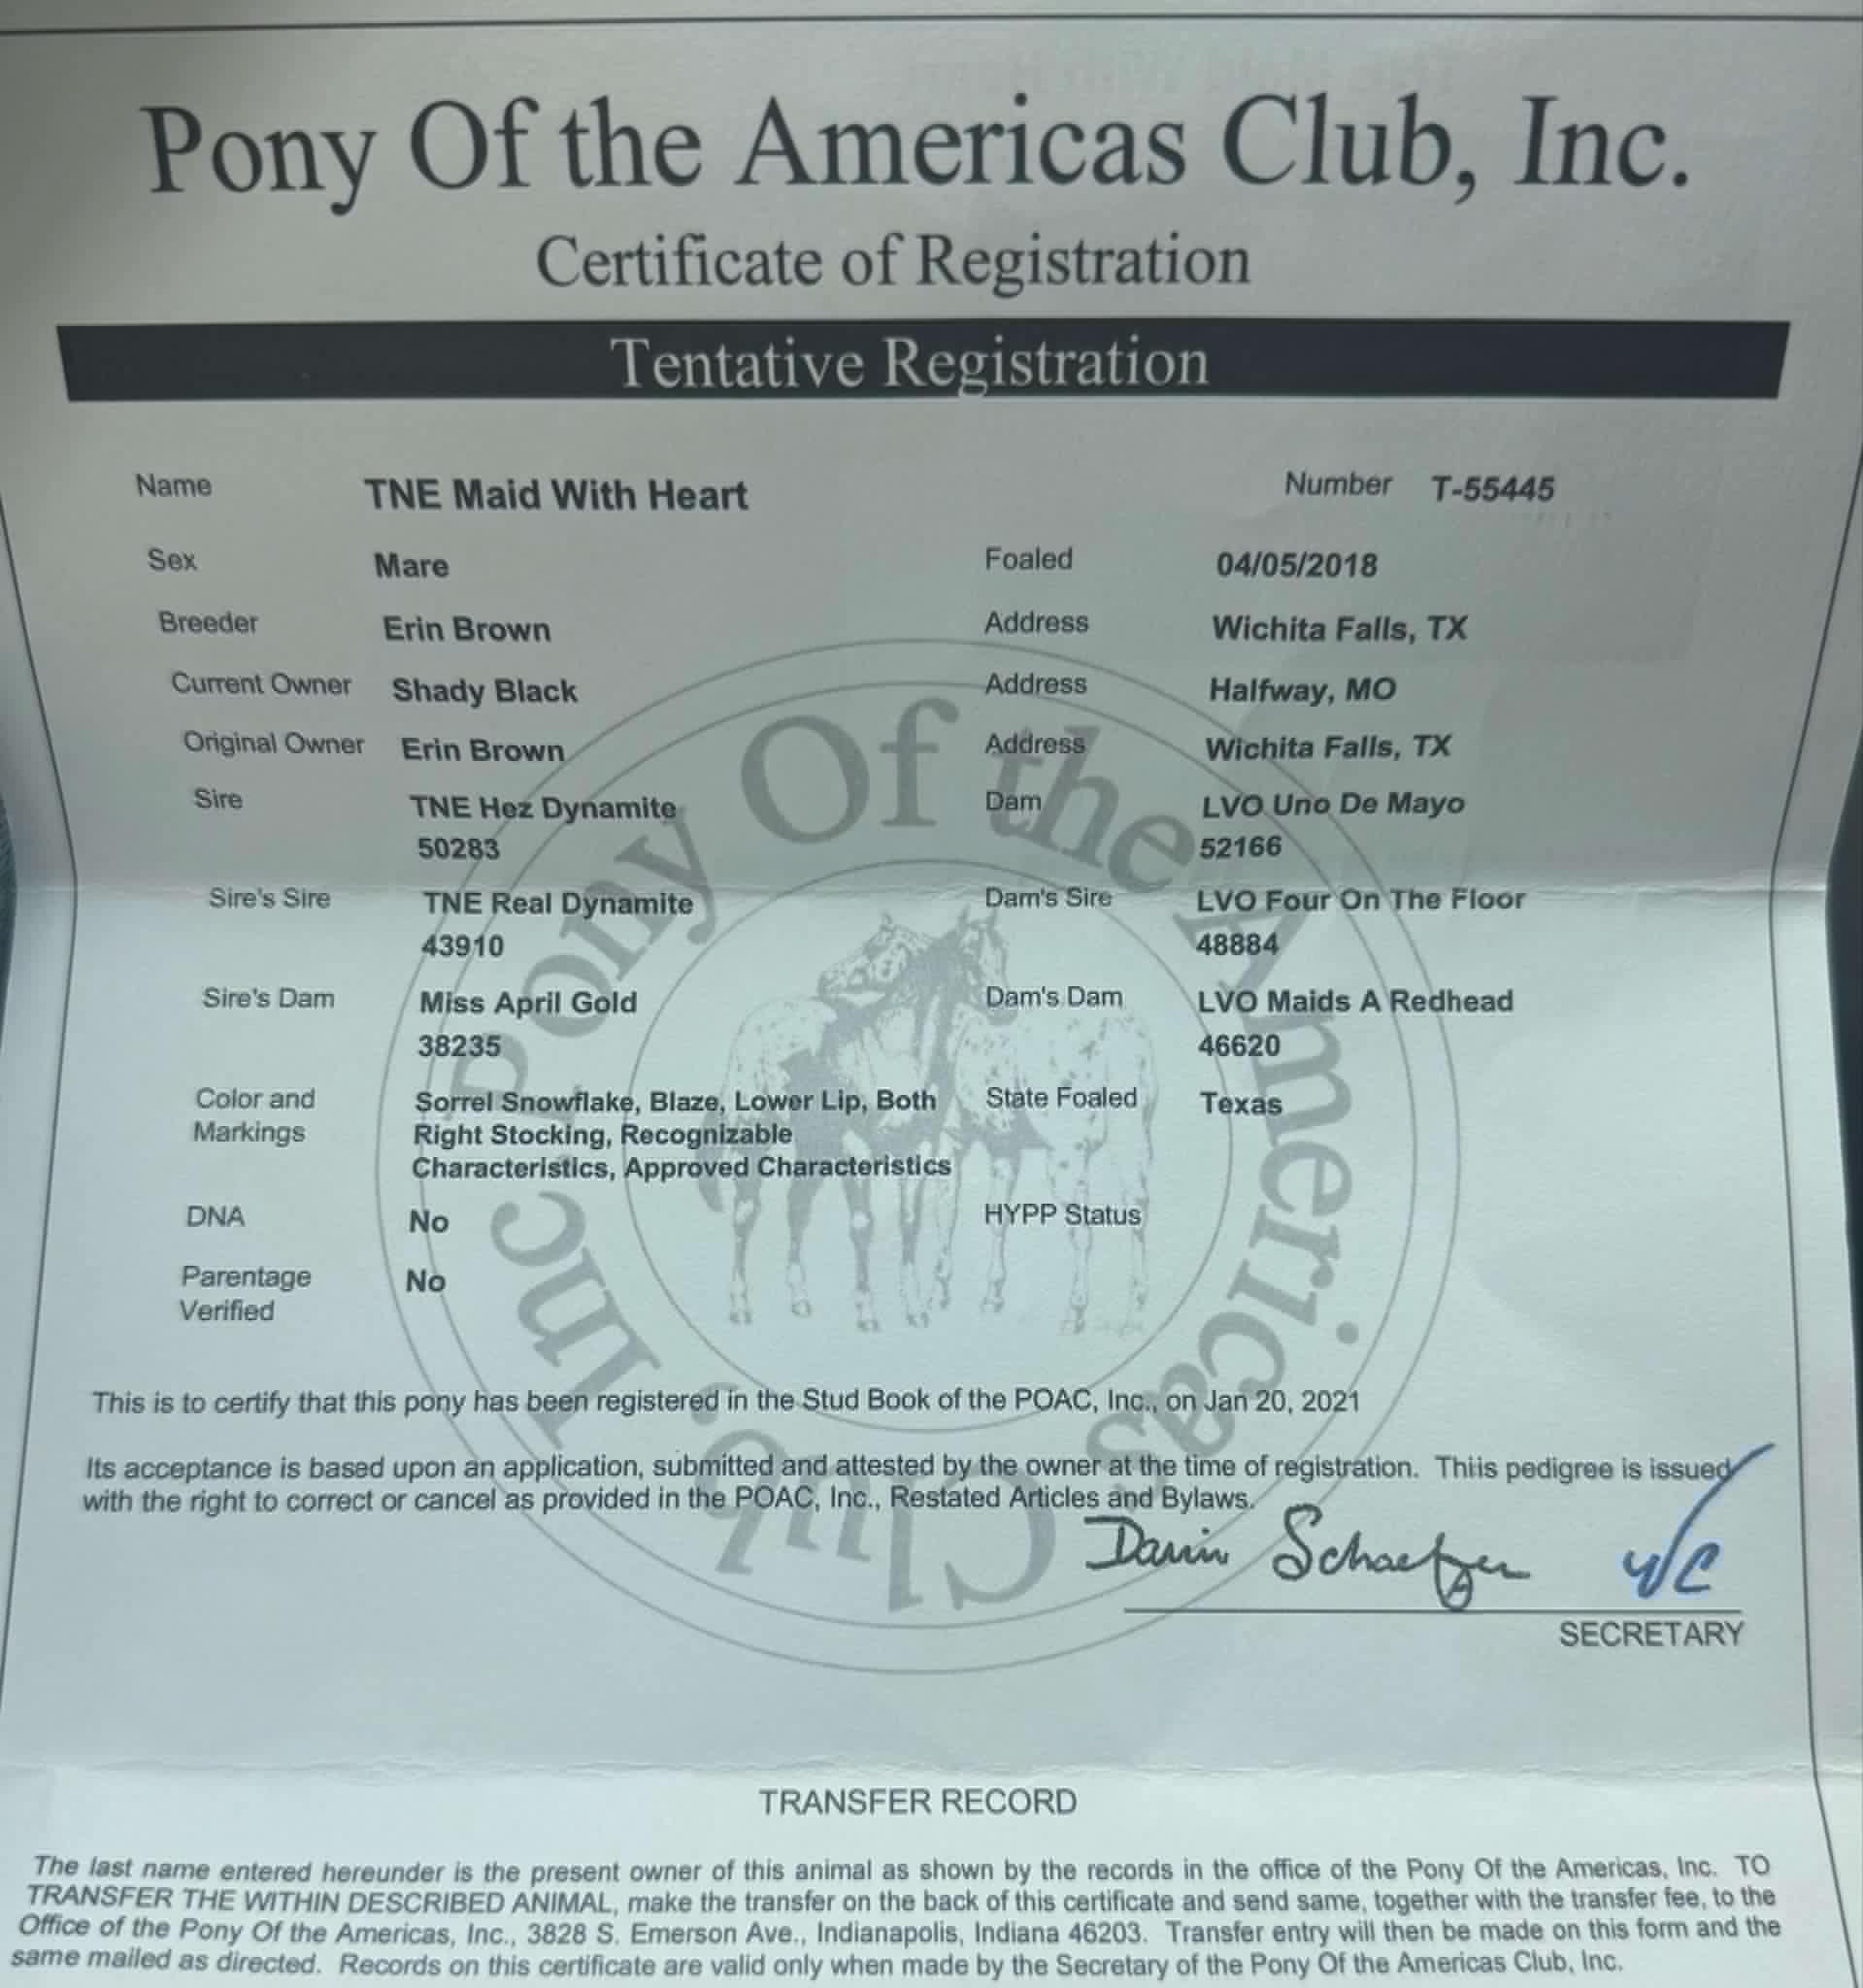 Pony Of the Americas Club, Inc.
Certificate of Registration
Tentative Registration
Name TNE Maid With Heart Number T-55445
Sex Mare Foaled 04/05/2018
Breeder Erin Brown Address Wichita Falls, TX
Current Owner Shady Black Address Halfway, MO
Original Owner Erin Brown Address Wichita Falls, TX
Sire TNE Hez Dynamite Dam LVO Uno De Mayo
50283 52166
Sire's Sire TNE Real Dynamite Dam's Sire LVO Four On The Floor
43910 48884
Sire's Dam Miss April Gold Dam's Dam LVO Maids A Redhead
38235 46620
Color and Sorrel Snowflake, Blaze, Lower Lip, Both State Foaled Texas
Markings Right Stocking, Recognizable
Characteristics, Approved Characteristics
DNA No HYPP Status
Parentage No
Verified
Pony Of the Americas Club, Inc.
This is to certify that this pony has been registered in the Stud Book of the POAC, Inc., on Jan 20, 2021
Its acceptance is based upon an application, submitted and attested by the owner at the time of registration. Thiis pedigree is issued
with the right to correct or cancel as provided in the POAC, Inc., Restated Articles and Bylaws.
Schaefer
SECRETARY
TRANSFER RECORD
The last name entered hereunder is the present owner of this animal as shown by the records in the office of the Pony Of the Americas, Inc. TO
TRANSFER THE WITHIN DESCRIBED ANIMAL, make the transfer on the back of this certificate and send same, together with the transfer fee, to the
Office of the Pony Of the Americas, Inc., 3828 S. Emerson Ave., Indianapolis, Indiana 46203. Transfer entry will then be made on this form and the
same mailed as directed. Records on this certificate are valid only when made by the Secretary of the Pony Of the Americas Club, Inc.